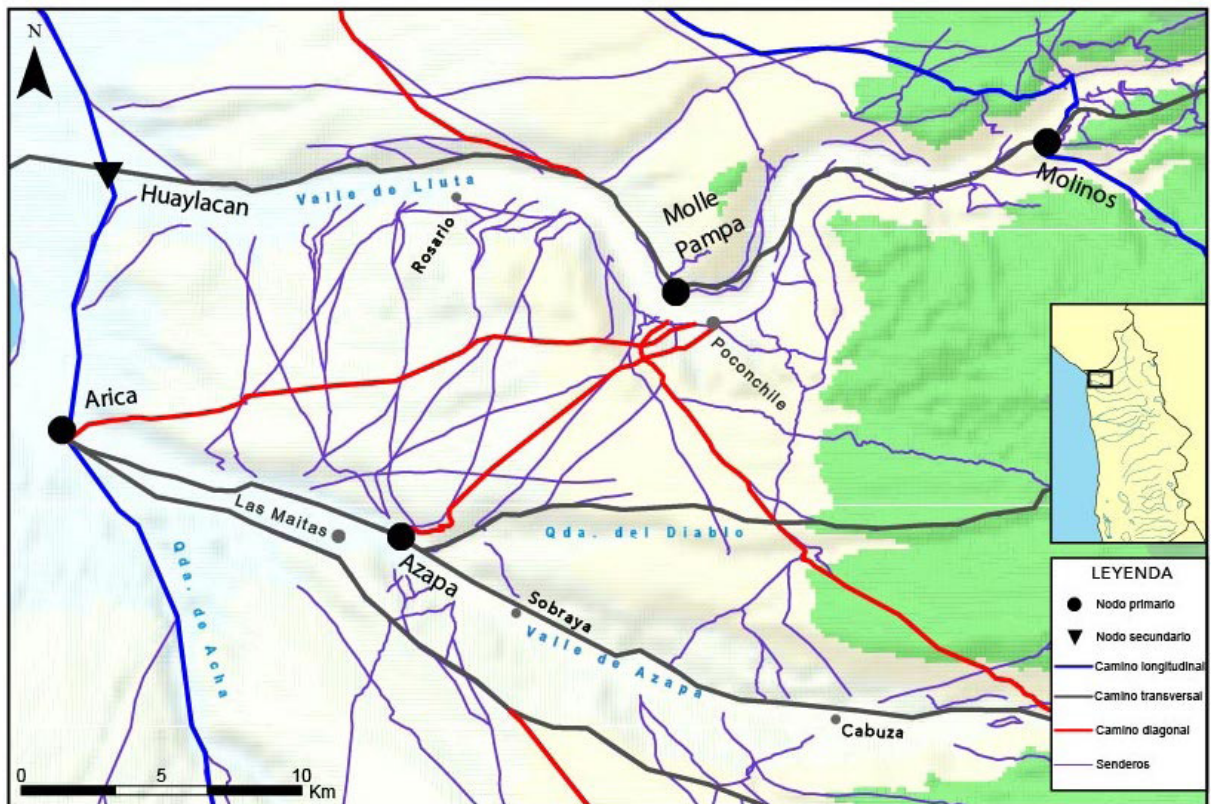 N
Huaylacan
Valle de Lluta
Rosario
Molle
Pampa
Molinos
Poconchile
Arica
Las Maitas
Azapa
Qda. del Diablo
Sobraya
Valle de Azapa
Qda. de Acha
Cabuza
0 5 10
Km
LEYENDA
Nodo primario
Nodo secundario
Camino longitudinal
Camino transversal
Camino diagonal
Senderos